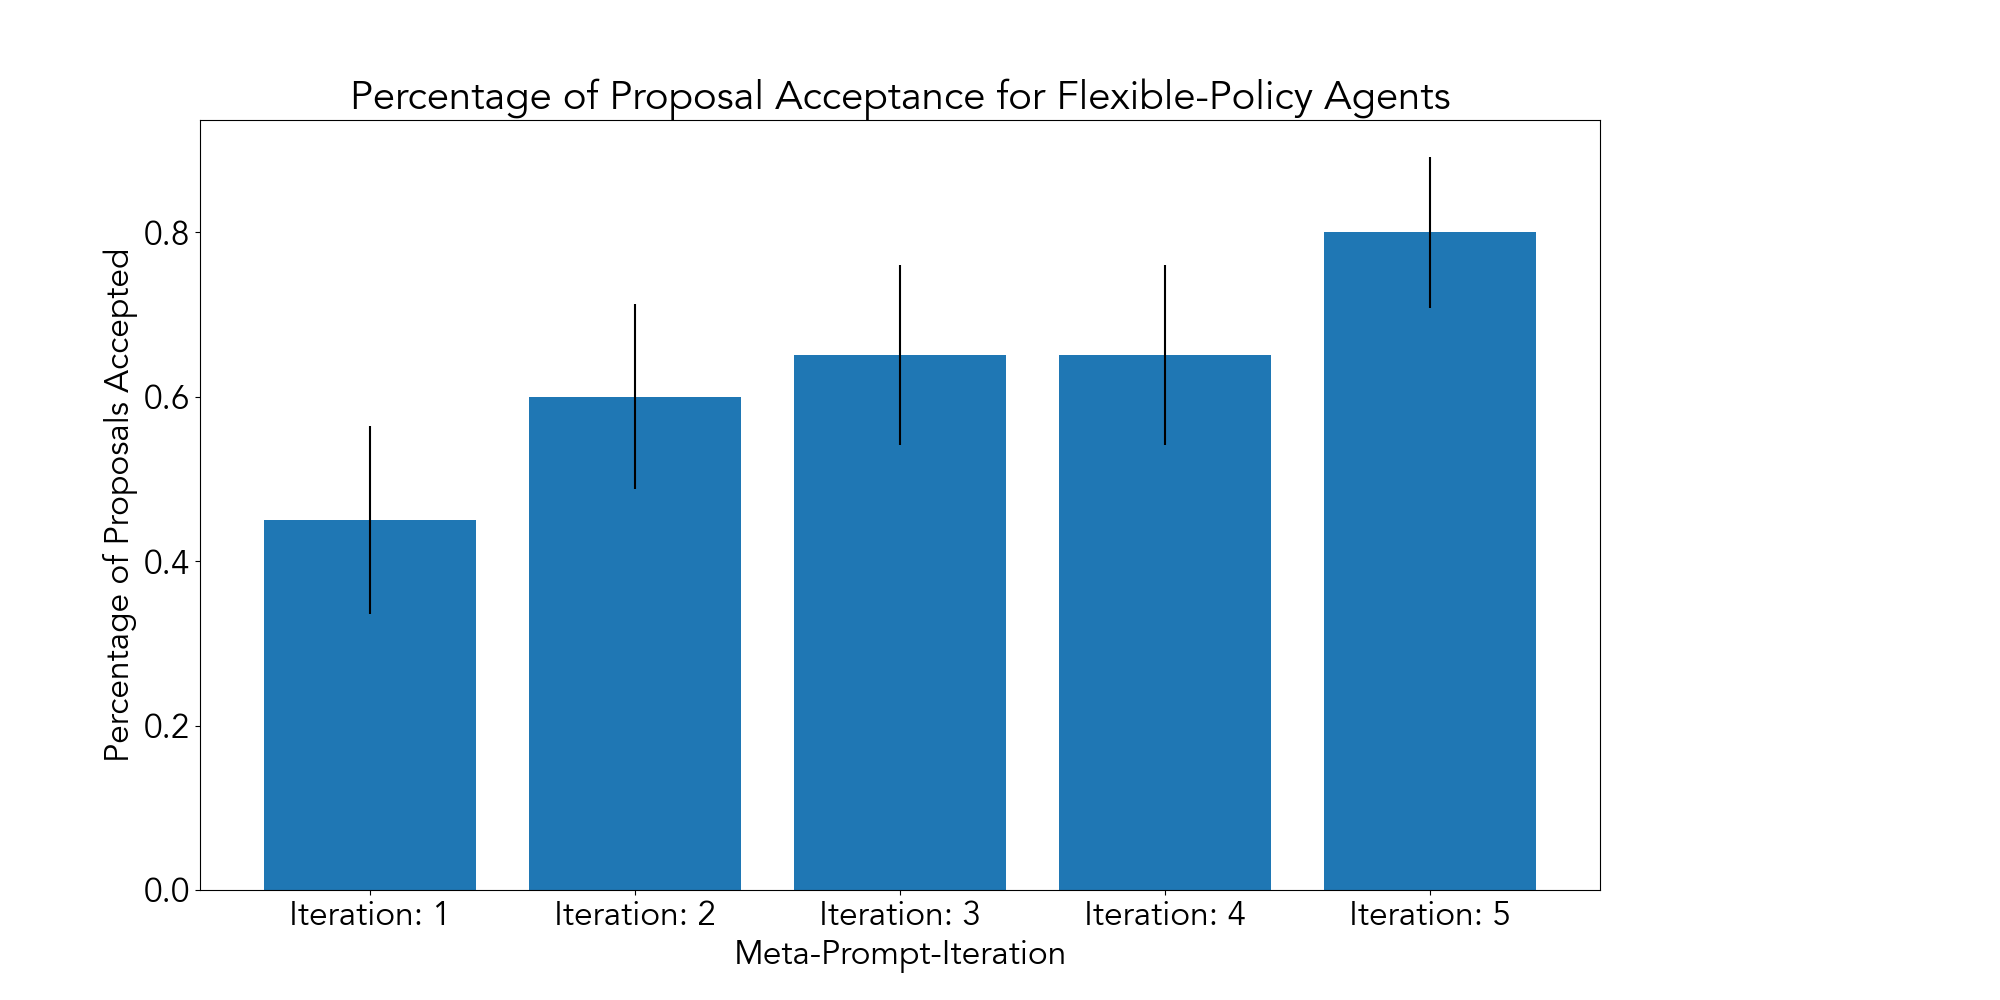 Percentage of Proposal Acceptance for Flexible-Policy Agents
Percentage of Proposals Accepted
0.8
0.6
0.4
0.2
0.0
Iteration: 1
Iteration: 2
Iteration: 3
Iteration: 4
Iteration: 5
Meta-Prompt-Iteration